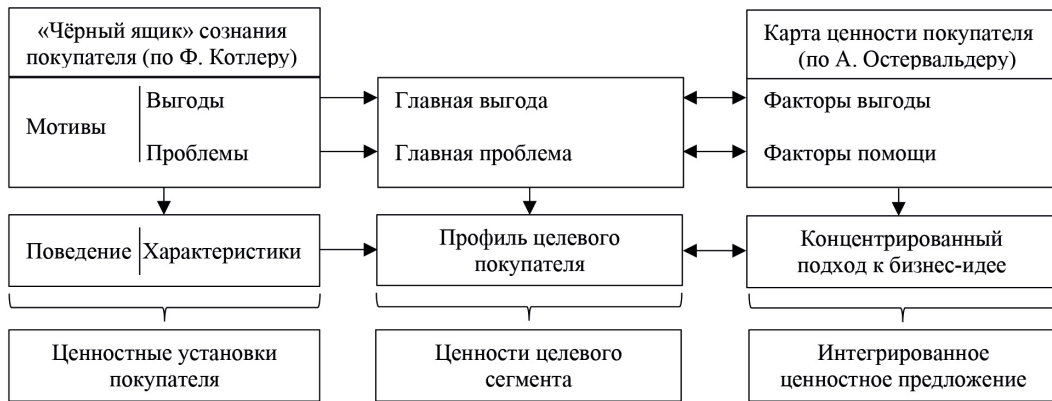 «Чёрный ящик» сознания
покупателя (по Ф. Котлеру)
Мотивы
Выгоды
Проблемы
Поведение
Характеристики
Ценностные установки
покупателя
Главная выгода
Главная проблема
Профиль целевого
покупателя
Ценности целевого
сегмента
Карта ценности покупателя
(по А. Остервальдеру)
Факторы выгоды
Факторы помощи
Концентрированный
подход к бизнес-идее
Интегрированное
ценностное предложение